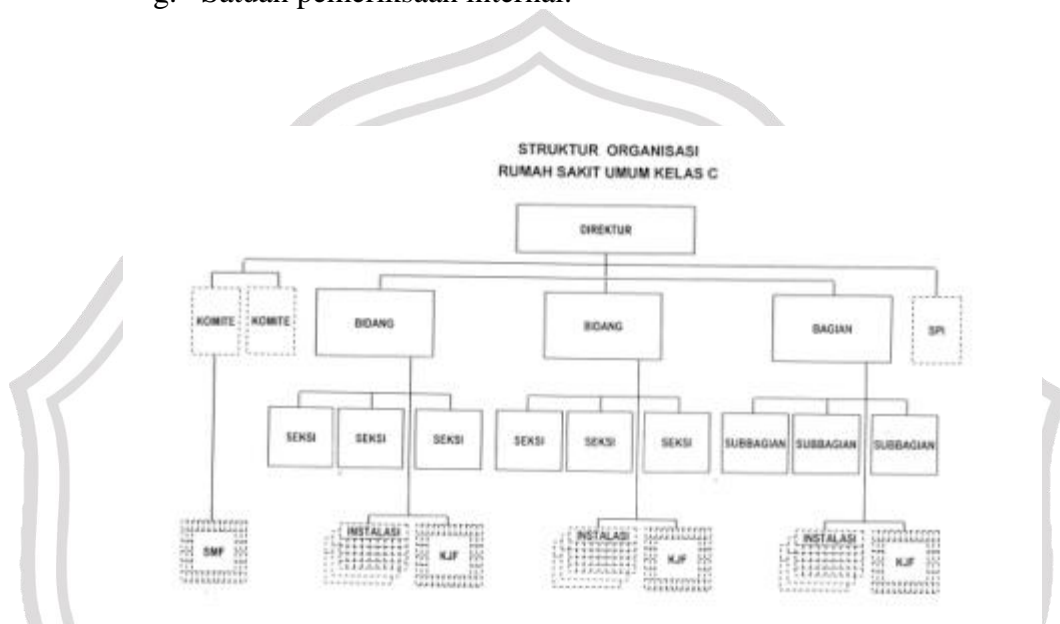 g. Satuan pemeriksaan internal.
STRUKTUR ORGANISASI
RUMAH SAKIT UMUM KELAS C
DIREKTUR
KOMITE KOMITE BIDANG BIDANG BAGIAN SPI
SEKSI SEKSI SEKSI SEKSI SEKSI SEKSI SUBBAGIAN SUBBAGIAN SUBBAGIAN
INSTALASI INSTALASI INSTALASI
SMF KJF KJF KJF